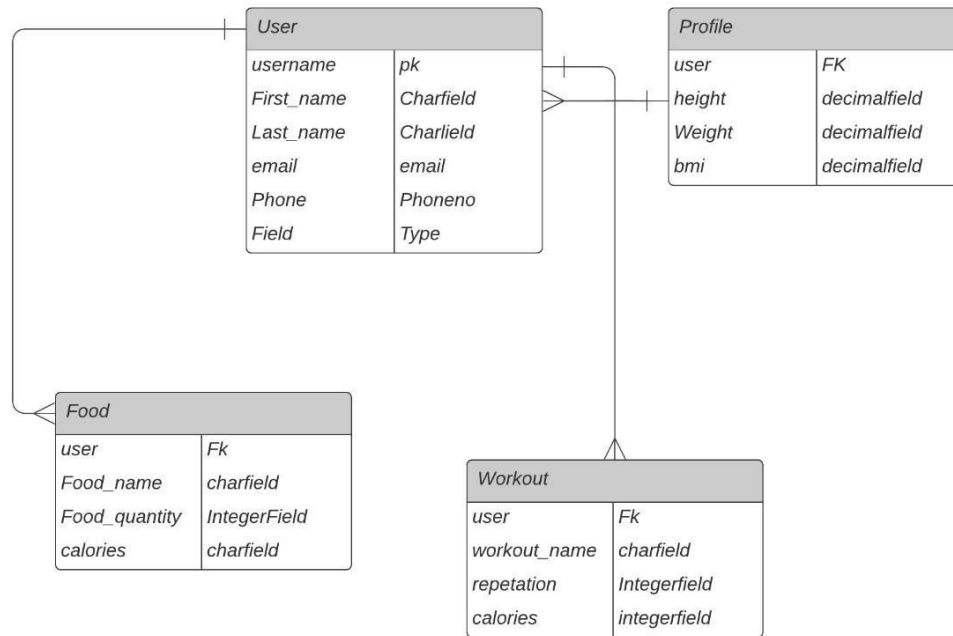 User
username pk
First_name Charfield
Last_name Charlield
email email
Phone Phoneno
Field Type
Profile
user FK
height decimalfield
Weight decimalfield
bmi decimalfield
Food
user Fk
Food_name charfield
Food_quantity IntegerField
calories charfield
Workout
user Fk
workout_name charfield
repetation Integerfield
calories integerfield